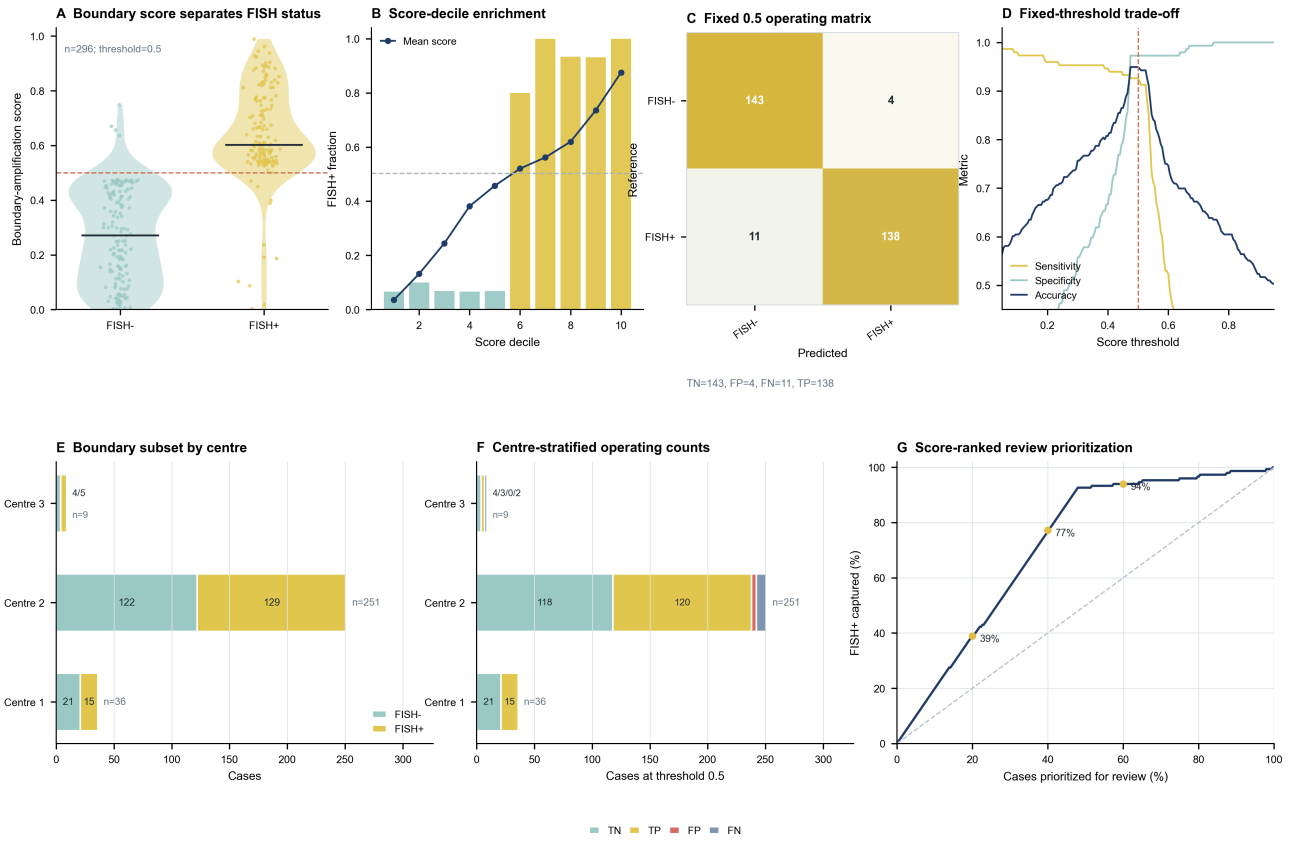 A Boundary score separates FISH status
n=296; threshold=0.5
Boundary-amplification score
1.0
0.8
0.6
0.4
0.2
0.0
FISH-
FISH+
B Score-decile enrichment
Mean score
FISH+ fraction
1.0
0.8
0.6
0.4
0.2
0.0
2
4
6
8
10
Score decile
C Fixed 0.5 operating matrix
Reference
FISH-
FISH+
143
4
11
138
FISH-
FISH+
Predicted
TN=143, FP=4, FN=11, TP=138
D Fixed-threshold trade-off
Metric
1.0
0.9
0.8
0.7
0.6
0.5
Sensitivity
Specificity
Accuracy
0.2
0.4
0.6
0.8
Score threshold
E Boundary subset by centre
Centre 3
4/5
n=9
Centre 2
122
129
n=251
Centre 1
21
15
n=36
FISH-
FISH+
0
50
100
150
200
250
300
Cases
F Centre-stratified operating counts
Centre 3
4/3/0/2
n=9
Centre 2
118
120
n=251
Centre 1
21
15
n=36
0
50
100
150
200
250
300
Cases at threshold 0.5
G Score-ranked review prioritization
FISH+ captured (%)
100
80
60
40
20
0
94%
77%
39%
0
20
40
60
80
100
Cases prioritized for review (%)
TN TP FP FN